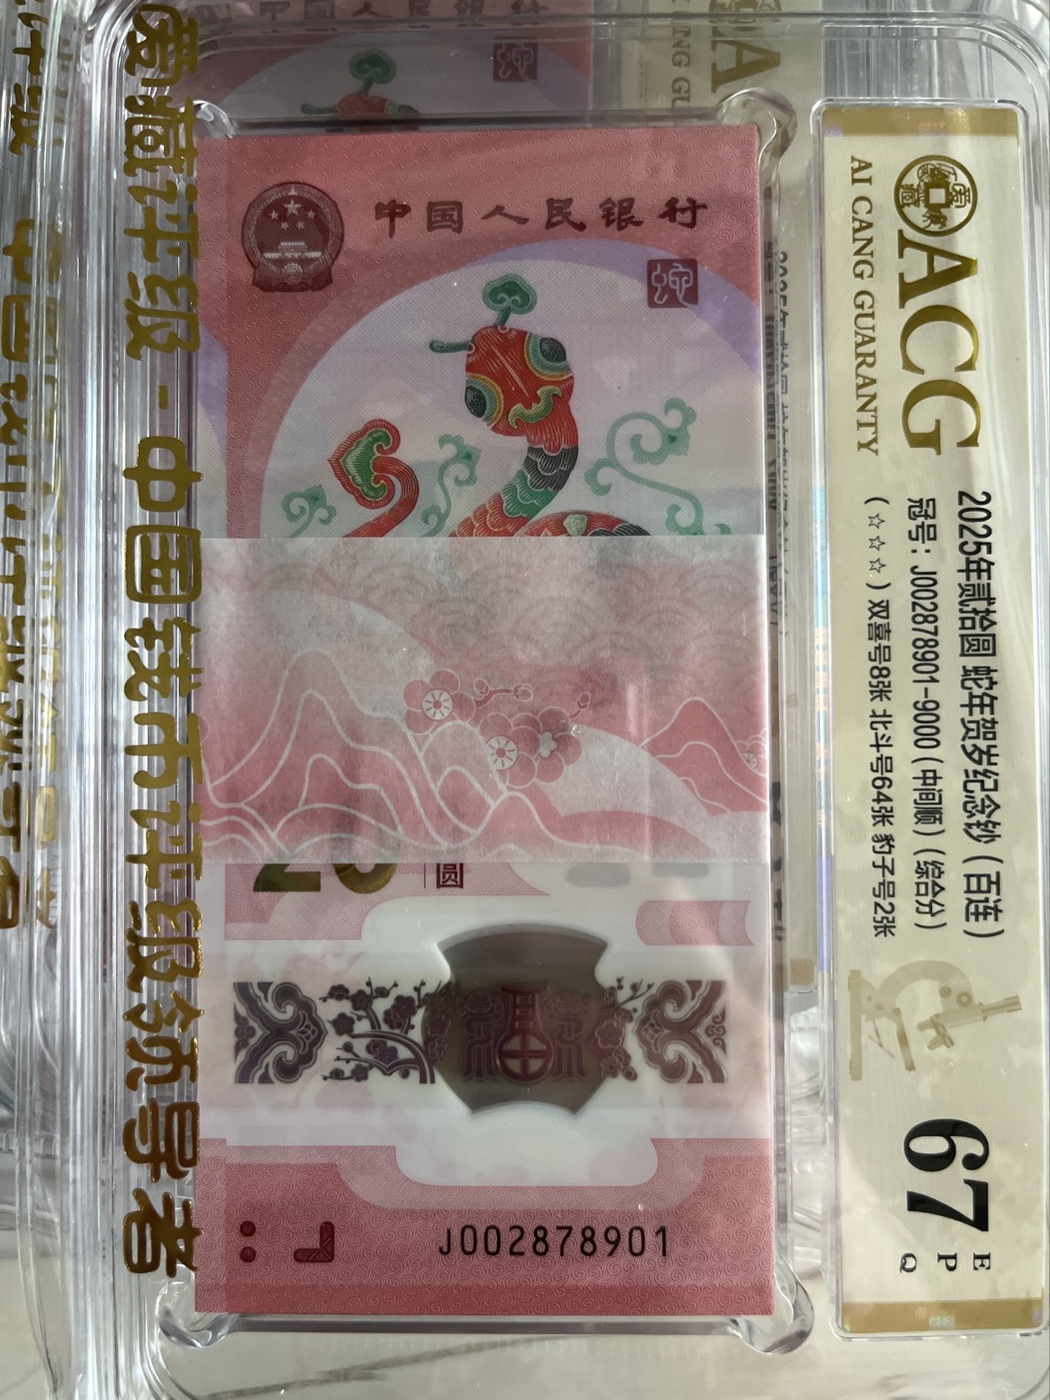 爱藏评级 - 中国钱币评级领导者
中国人民银行
蛇
20
圆
J002878901
ACG
AI CANG GUARANTY
2025年贰拾圆 蛇年贺岁纪念钞 (百连)
冠号: J002878901-9000 (中间顺) (综合分)
(☆☆☆) 双喜号8张 北斗号64张 豹子号2张
67
E
P
Q